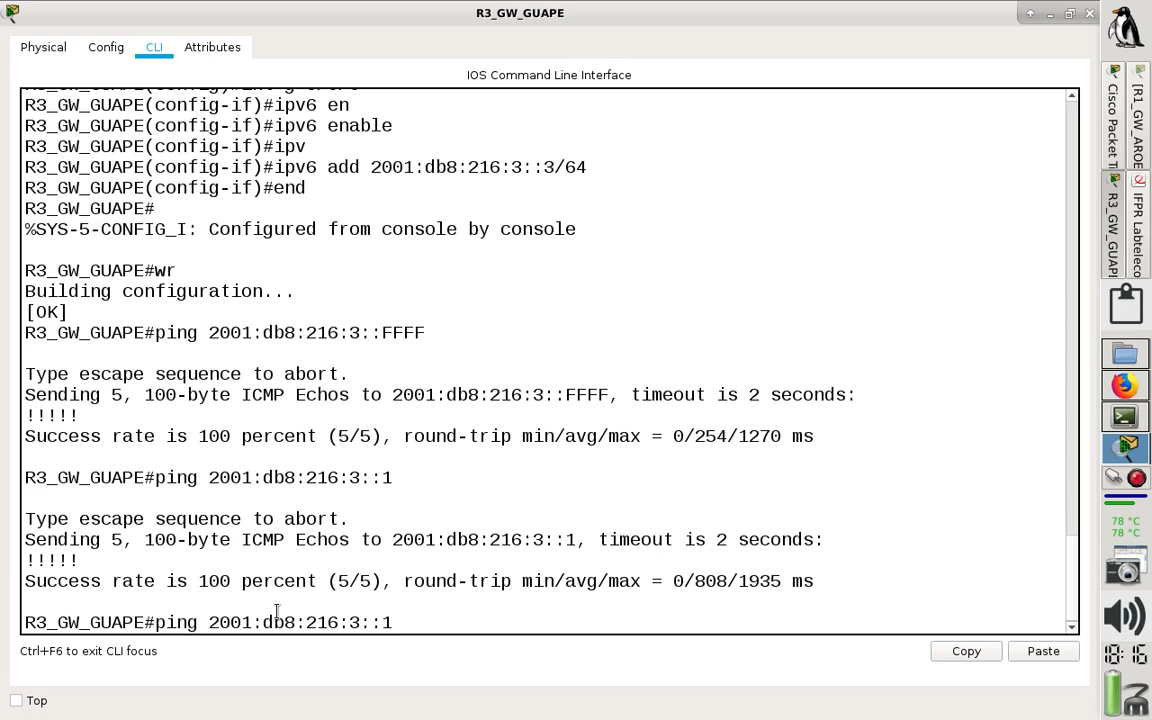 R3_GW_GUAPE
Physical
Config
CLI
Attributes
IOS Command Line Interface
R3_GW_GUAPE(config-if)#ipv6 en
R3_GW_GUAPE(config-if)#ipv6 enable
R3_GW_GUAPE(config-if)#ipv
R3_GW_GUAPE(config-if)#ipv6 add 2001:db8:216:3::3/64
R3_GW_GUAPE(config-if)#end
R3_GW_GUAPE#
%SYS-5-CONFIG_I: Configured from console by console
R3_GW_GUAPE#wr
Building configuration...
[OK]
R3_GW_GUAPE#ping 2001:db8:216:3::FFFF
Type escape sequence to abort.
Sending 5, 100-byte ICMP Echos to 2001:db8:216:3::FFFF, timeout is 2 seconds:
!!!!!
Success rate is 100 percent (5/5), round-trip min/avg/max = 0/254/1270 ms
R3_GW_GUAPE#ping 2001:db8:216:3::1
Type escape sequence to abort.
Sending 5, 100-byte ICMP Echos to 2001:db8:216:3::1, timeout is 2 seconds:
!!!!!
Success rate is 100 percent (5/5), round-trip min/avg/max = 0/808/1935 ms
R3_GW_GUAPE#ping 2001:db8:216:3::1
Ctrl+F6 to exit CLI focus
Copy
Paste
Top
Cisco Packet T
[R1_GW_AROE
R3_GW_GUAPI
IFPR Labteleco
78 °C
78 °C
18:16